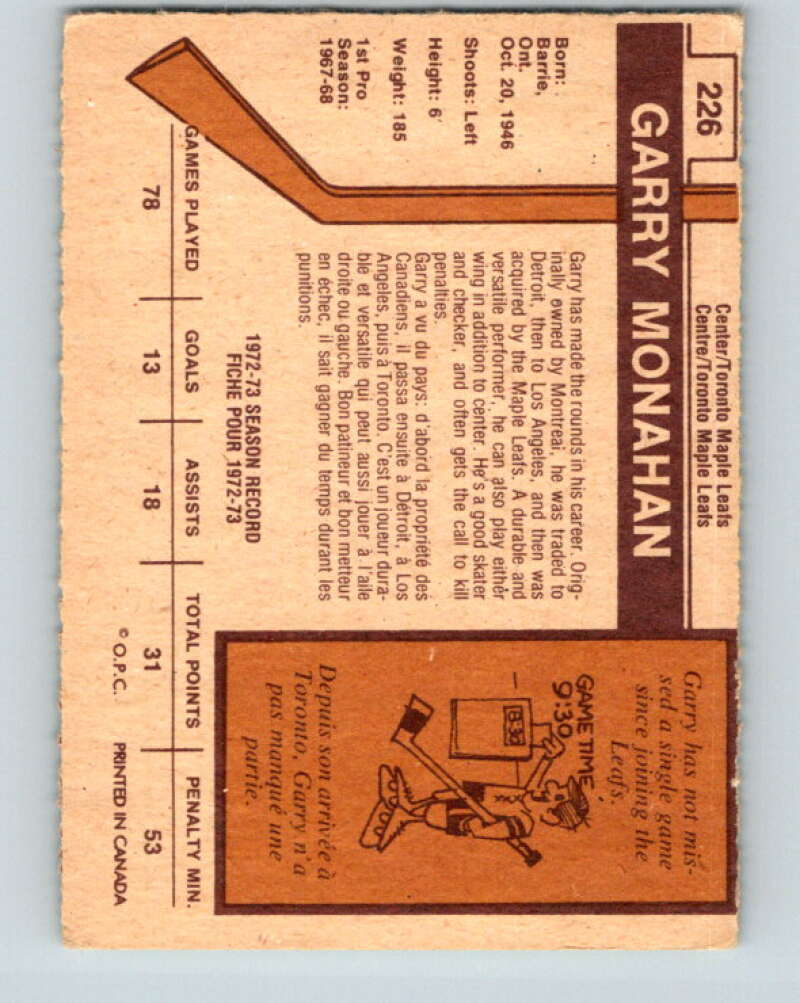 226
Center/Toronto Maple Leafs
Centre/Toronto Maple Leafs
GARRY MONAHAN
Born:
Barrie,
Ont.
Oct. 20, 1946
Shoots: Left
Height: 6'
Weight: 185
1st Pro
Season:
1967-68
Garry has made the rounds in his career. Orig-
inally owned by Montreal, he was traded to
Detroit, then to Los Angeles, and then was
acquired by the Maple Leafs. A durable and
versatile performer, he can also play either
wing in addition to center. He's a good skater
and checker, and often gets the call to kill
penalties.
Garry a vu du pays: d'abord la propriété des
Canadiens, il passa ensuite à Détroit, à Los
Angeles, puis à Toronto. C'est un joueur dura-
ble et versatile qui peut aussi jouer à l'aile
droite ou gauche. Bon patineur et bon metteur
en échec, il sait gagner du temps durant les
punitions.
Garry has not mis-
sed a single game
since joining the
Leafs.
GAME TIME
9:30
8:30
Depuis son arrivée à
Toronto, Garry n'a
pas manqué une
partie.
1972-73 SEASON RECORD
FICHE POUR 1972-73
GAMES PLAYED GOALS ASSISTS TOTAL POINTS PENALTY MIN.
78 13 18 31 53
© O.P.C. PRINTED IN CANADA